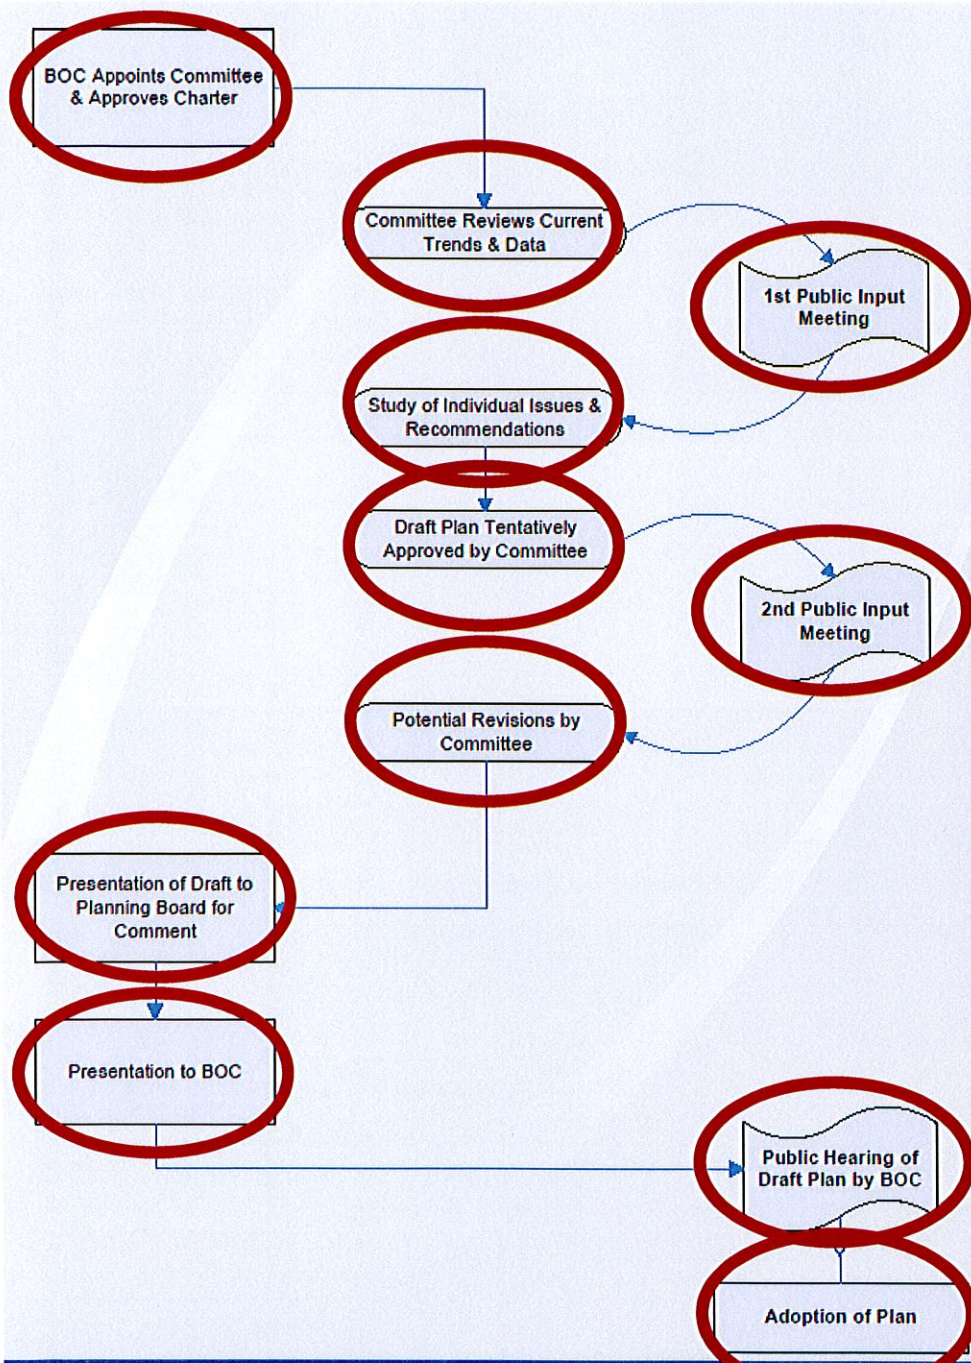 BOC Appoints Committee
& Approves Charter
Committee Reviews Current
Trends & Data
1st Public Input
Meeting
Study of Individual Issues &
Recommendations
Draft Plan Tentatively
Approved by Committee
2nd Public Input
Meeting
Potential Revisions by
Committee
Presentation of Draft to
Planning Board for
Comment
Presentation to BOC
Public Hearing of
Draft Plan by BOC
Adoption of Plan